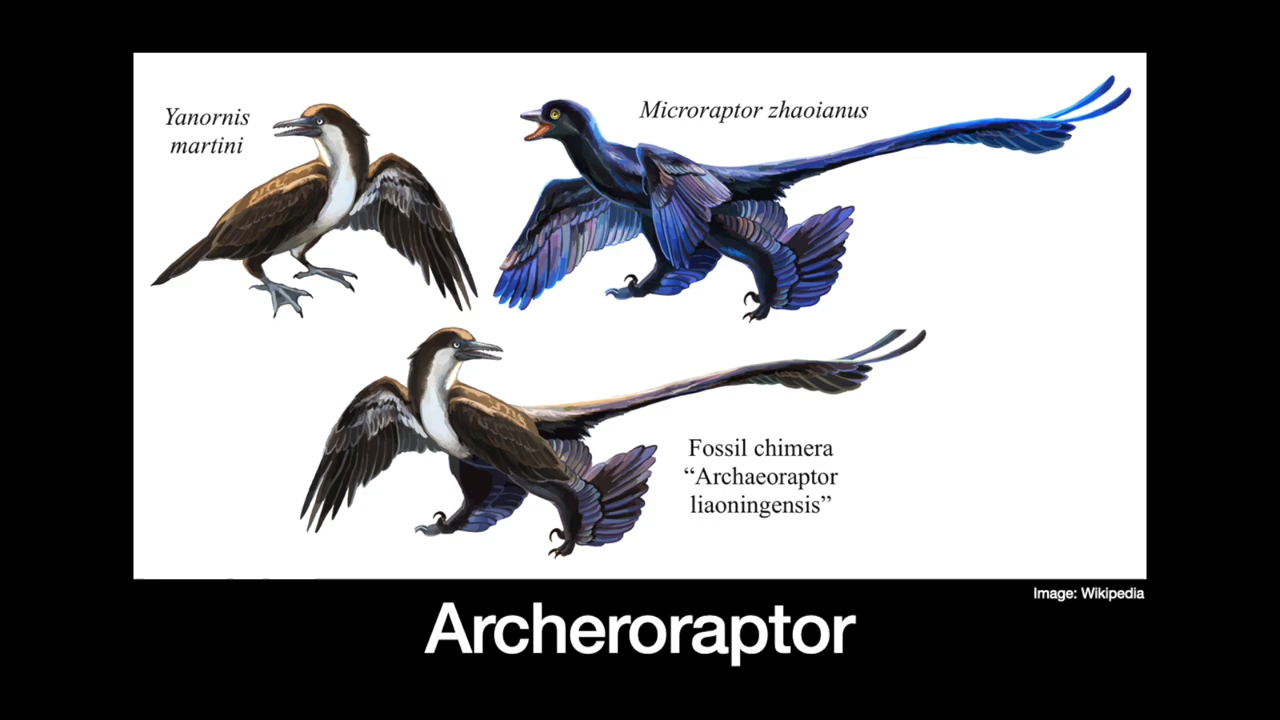 Yanornis
martini
Microraptor zhaoianus
Fossil chimera
“Archaeoraptor
liaoningensis”
Image: Wikipedia
Archeroraptor